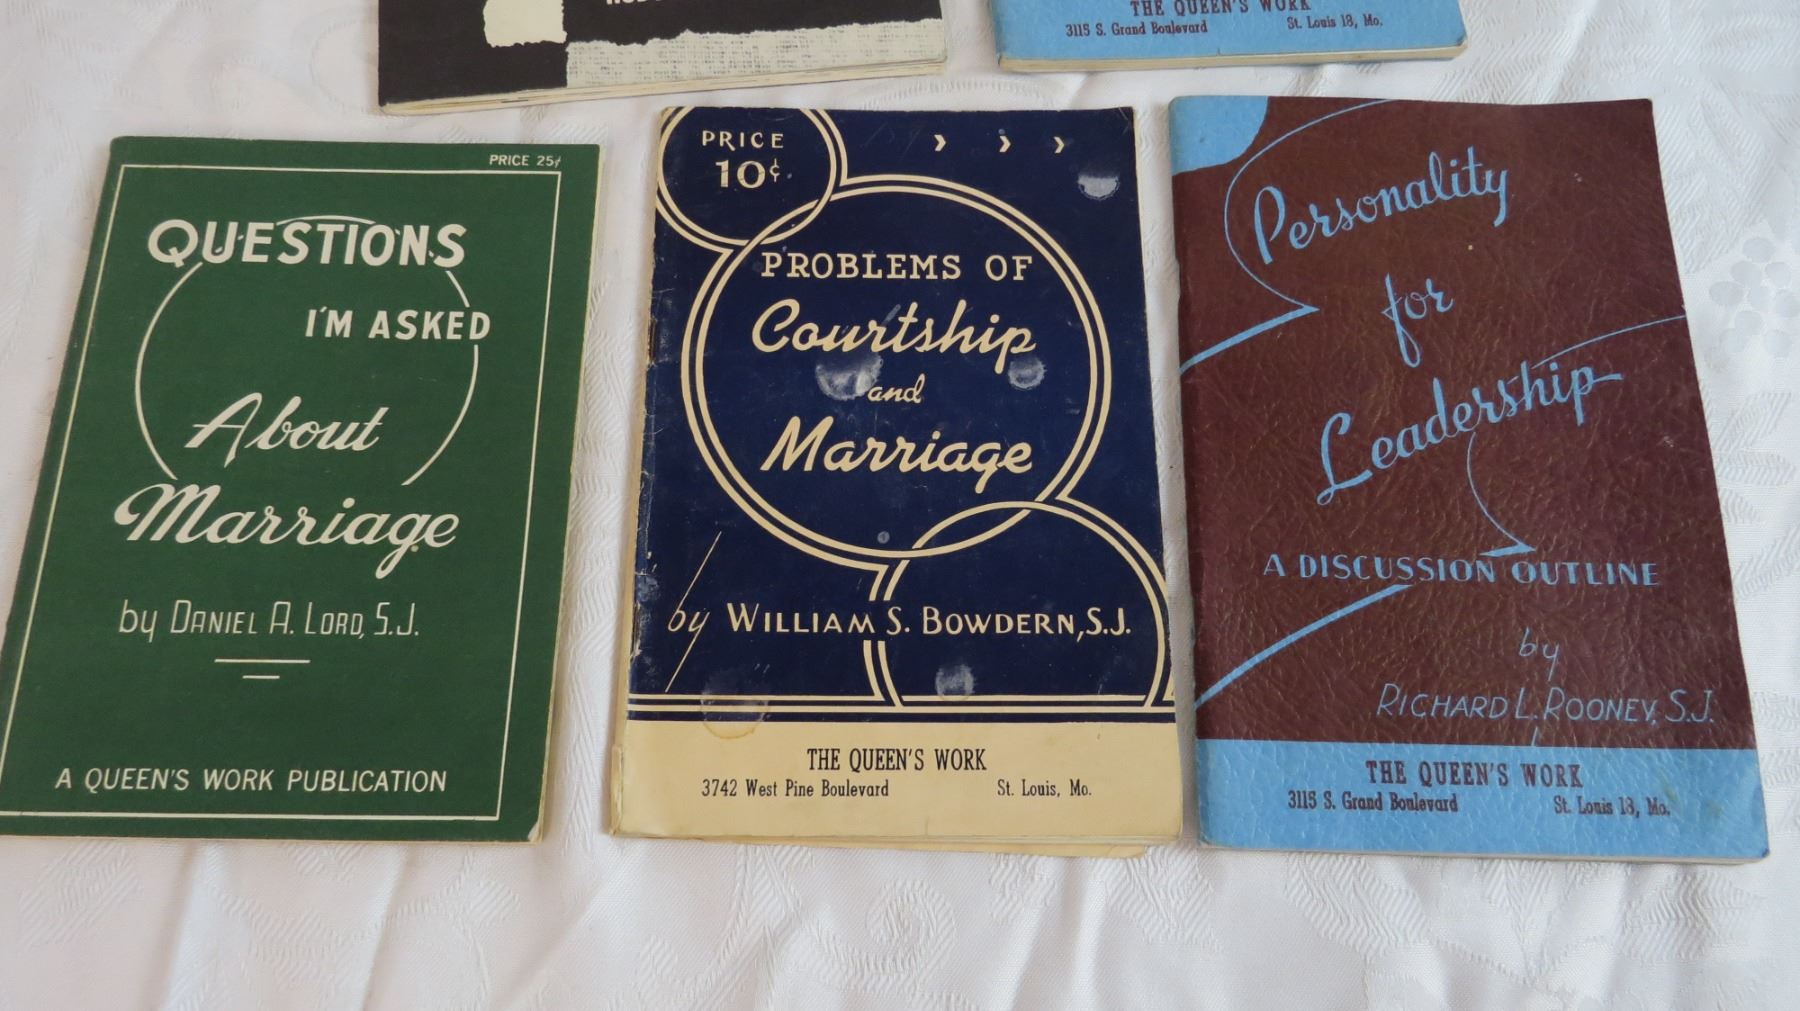 THE QUEEN'S WORK
3115 S. Grand Boulevard St. Louis 18, Mo.
PRICE 25¢
QUESTIONS
I'M ASKED
About
Marriage
by DANIEL A. LORD, S.J.
A QUEEN'S WORK PUBLICATION
PRICE
10¢
PROBLEMS OF
Courtship
and
Marriage
by WILLIAM S. BOWDERN, S.J.
THE QUEEN'S WORK
3742 West Pine Boulevard St. Louis, Mo.
Personality
for
Leadership
A DISCUSSION OUTLINE
by
RICHARD L. ROONEY, S.J.
THE QUEEN'S WORK
3115 S. Grand Boulevard St. Louis 18, Mo.